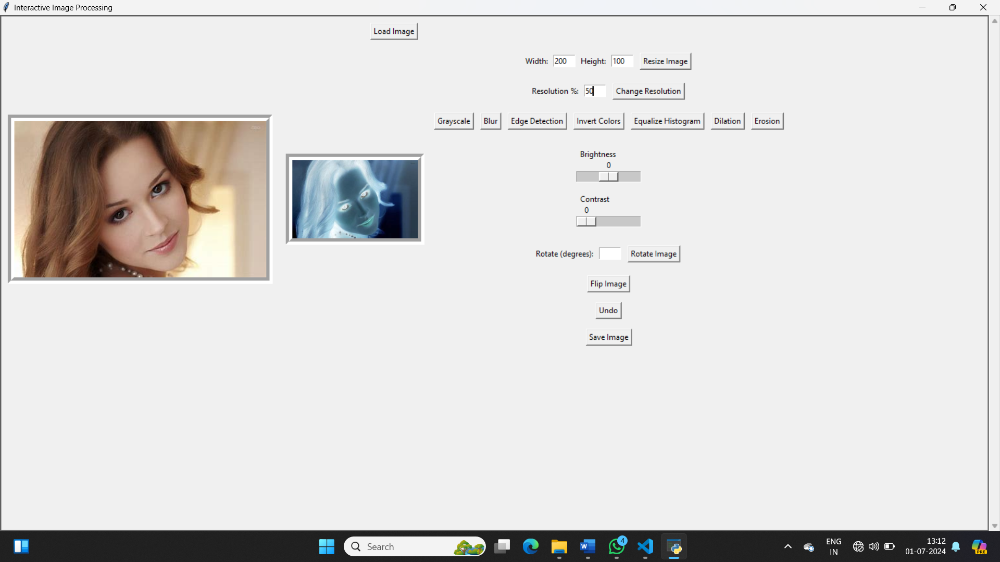 Interactive Image Processing
Load Image
Width: 200 Height: 100 Resize Image
Resolution %: 50 Change Resolution
Grayscale Blur Edge Detection Invert Colors Equalize Histogram Dilation Erosion
Brightness
0
Contrast
0
Rotate (degrees): Rotate Image
Flip Image
Undo
Save Image
Search
4
ENG
IN
13:12
01-07-2024
PRE